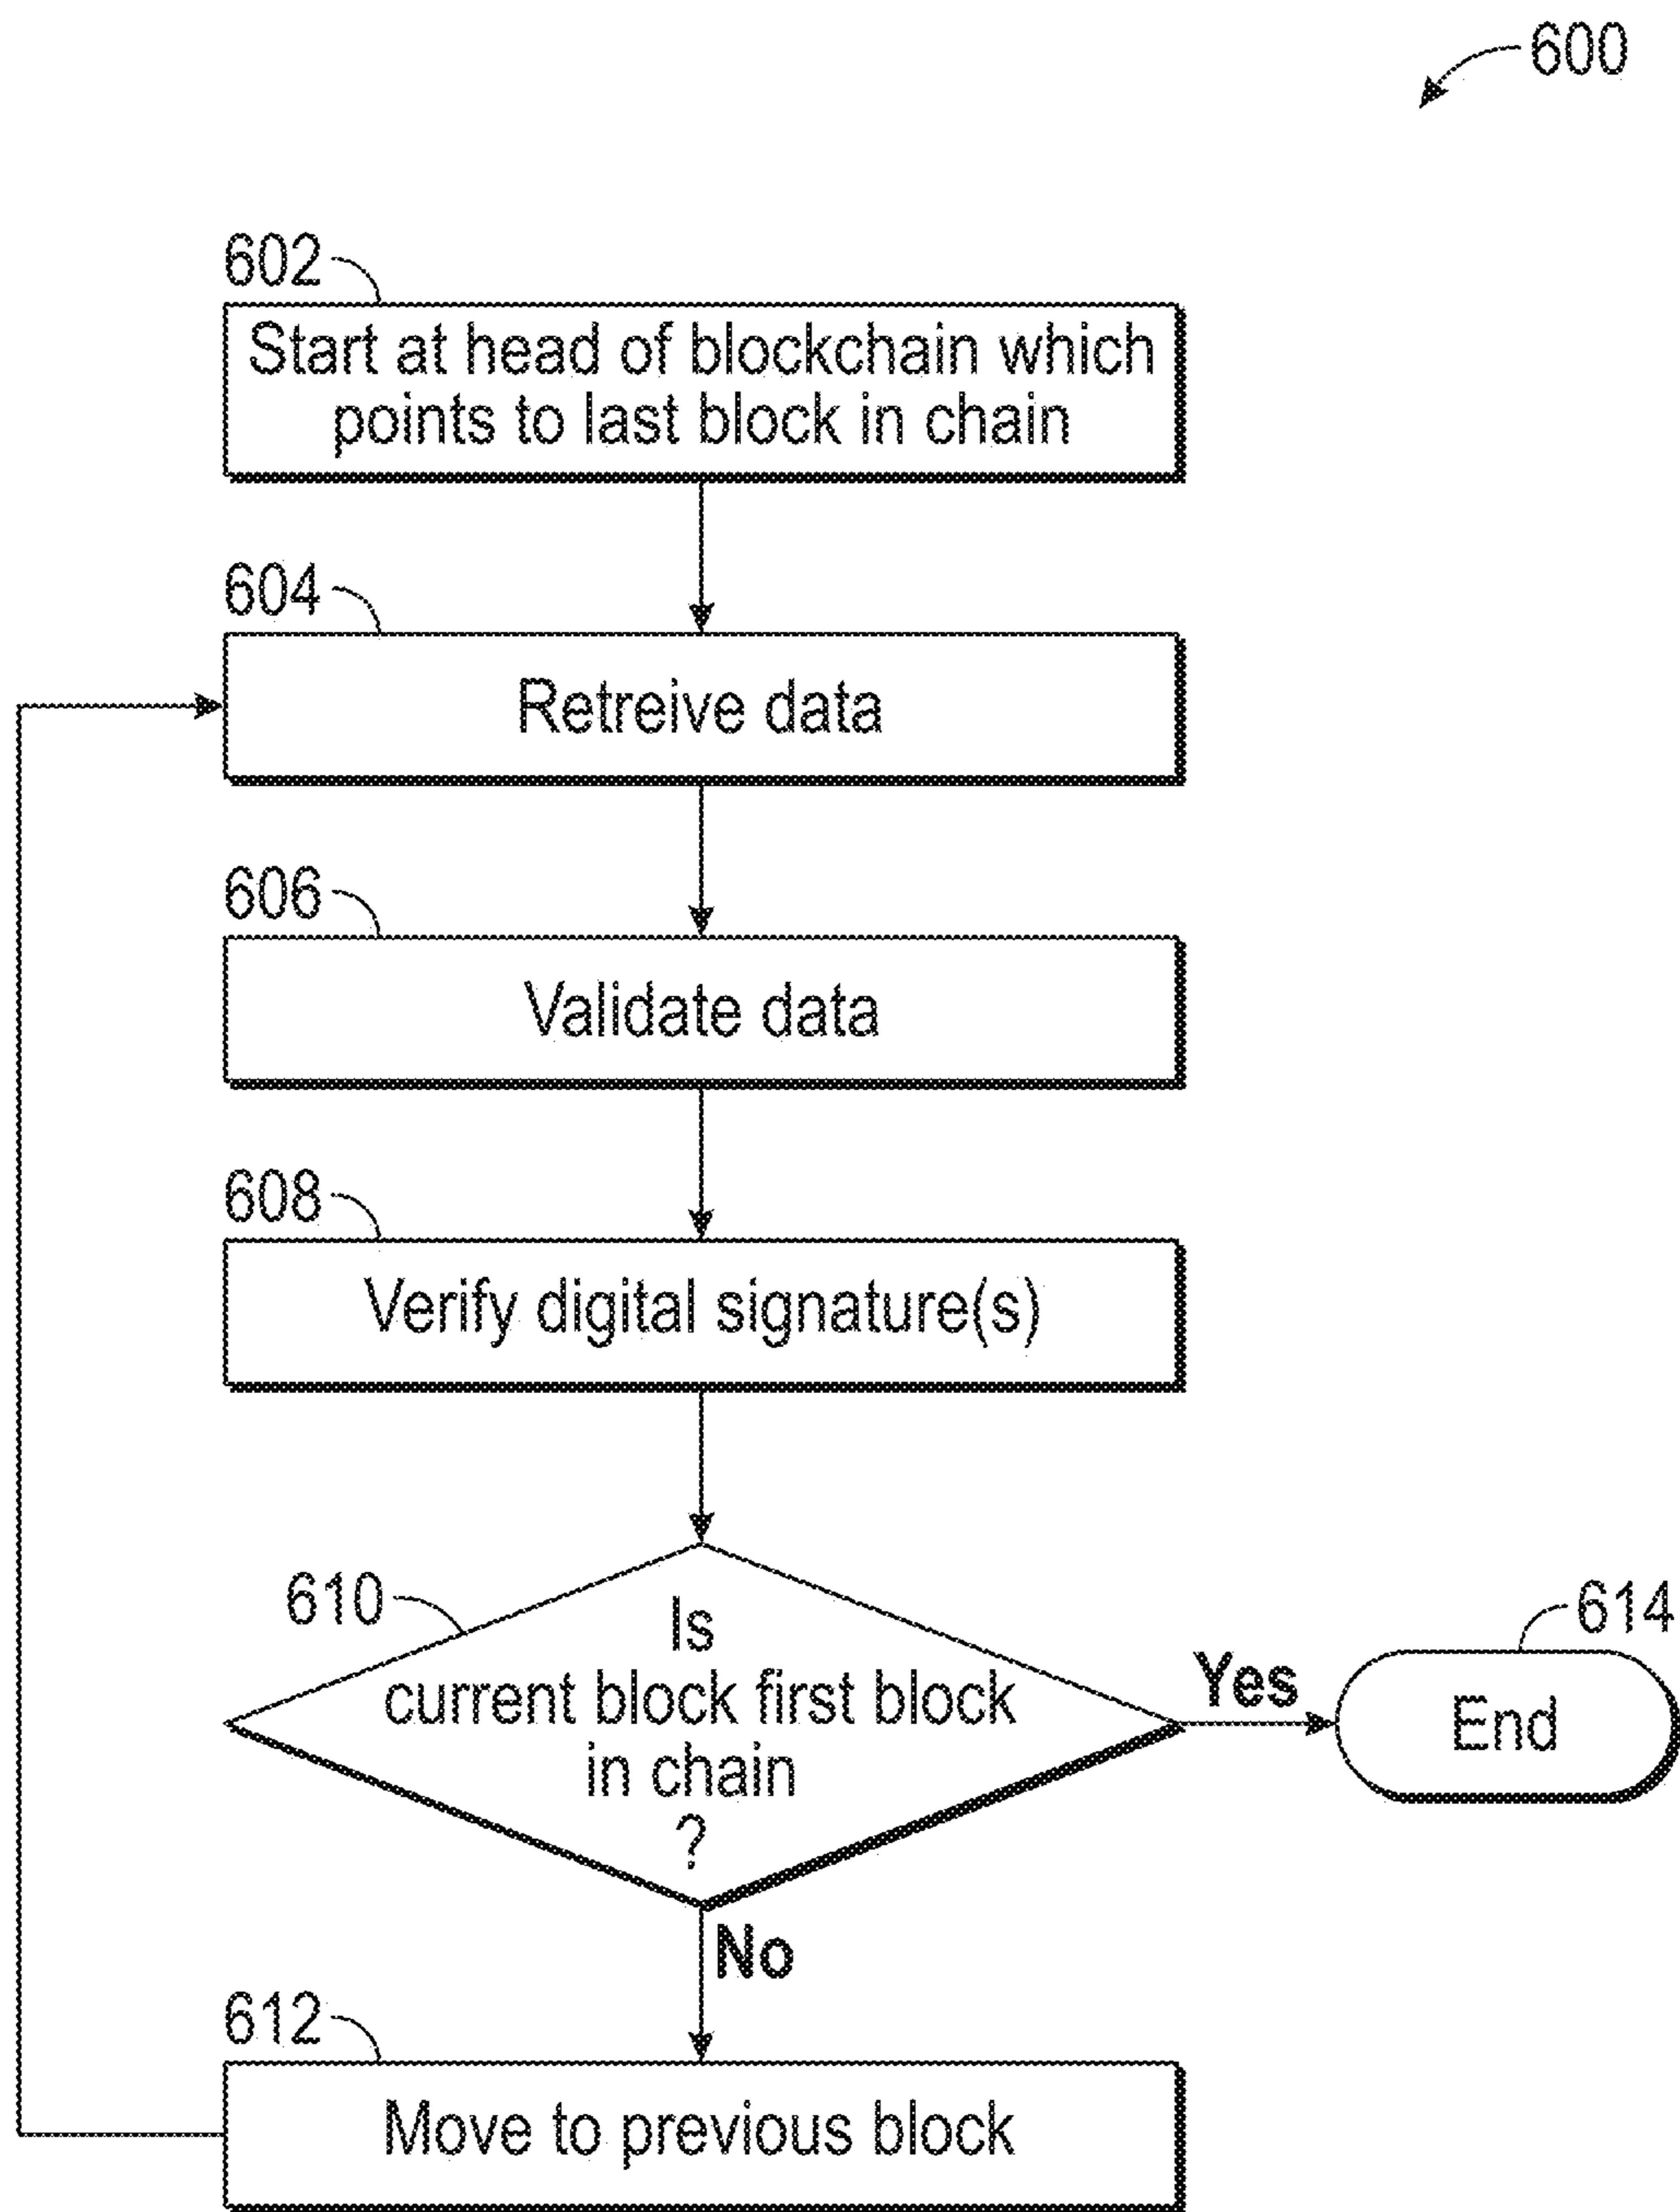 600
602
Start at head of blockchain which
points to last block in chain
604
Retreive data
606
Validate data
608
Verify digital signature(s)
610
Is
current block first block
in chain
?
Yes
614
End
No
612
Move to previous block